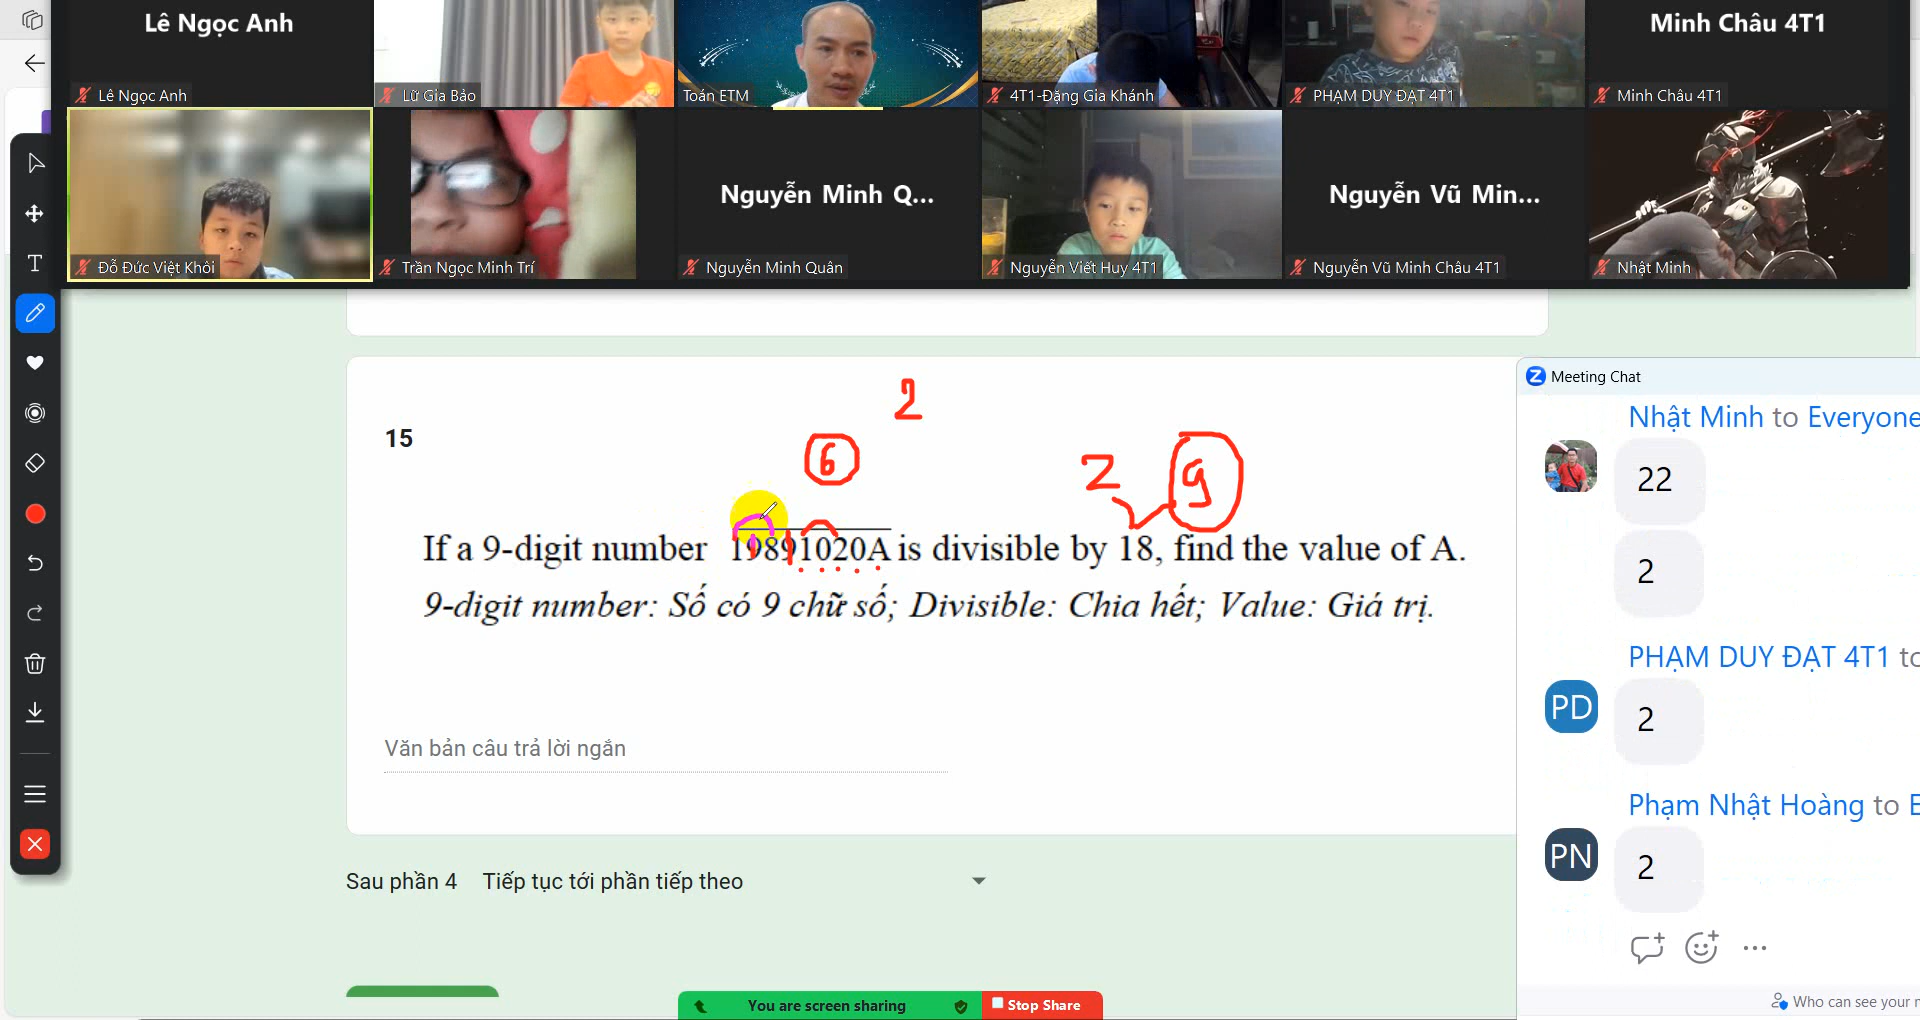 Lê Ngọc Anh
Minh Châu 4T1
Lê Ngọc Anh
Lữ Gia Bảo
Toán ETM
4T1-Đặng Gia Khánh
PHẠM DUY ĐẠT 4T1
Minh Châu 4T1
Nguyễn Minh Q...
Nguyễn Vũ Min...
Đỗ Đức Việt Khôi
Trần Ngọc Minh Trí
Nguyễn Minh Quân
Nguyễn Viết Huy 4T1
Nguyễn Vũ Minh Châu 4T1
Nhật Minh
T
2
15
6
2 9
If a 9-digit number 19891020A is divisible by 18, find the value of A.
9-digit number: Số có 9 chữ số; Divisible: Chia hết; Value: Giá trị.
Văn bản câu trả lời ngắn
Sau phần 4 Tiếp tục tới phần tiếp theo
You are screen sharing
Stop Share
Meeting Chat
Nhật Minh to Everyone
22
2
PHẠM DUY ĐẠT 4T1 to
PD
2
Phạm Nhật Hoàng to E
PN
2
Who can see your